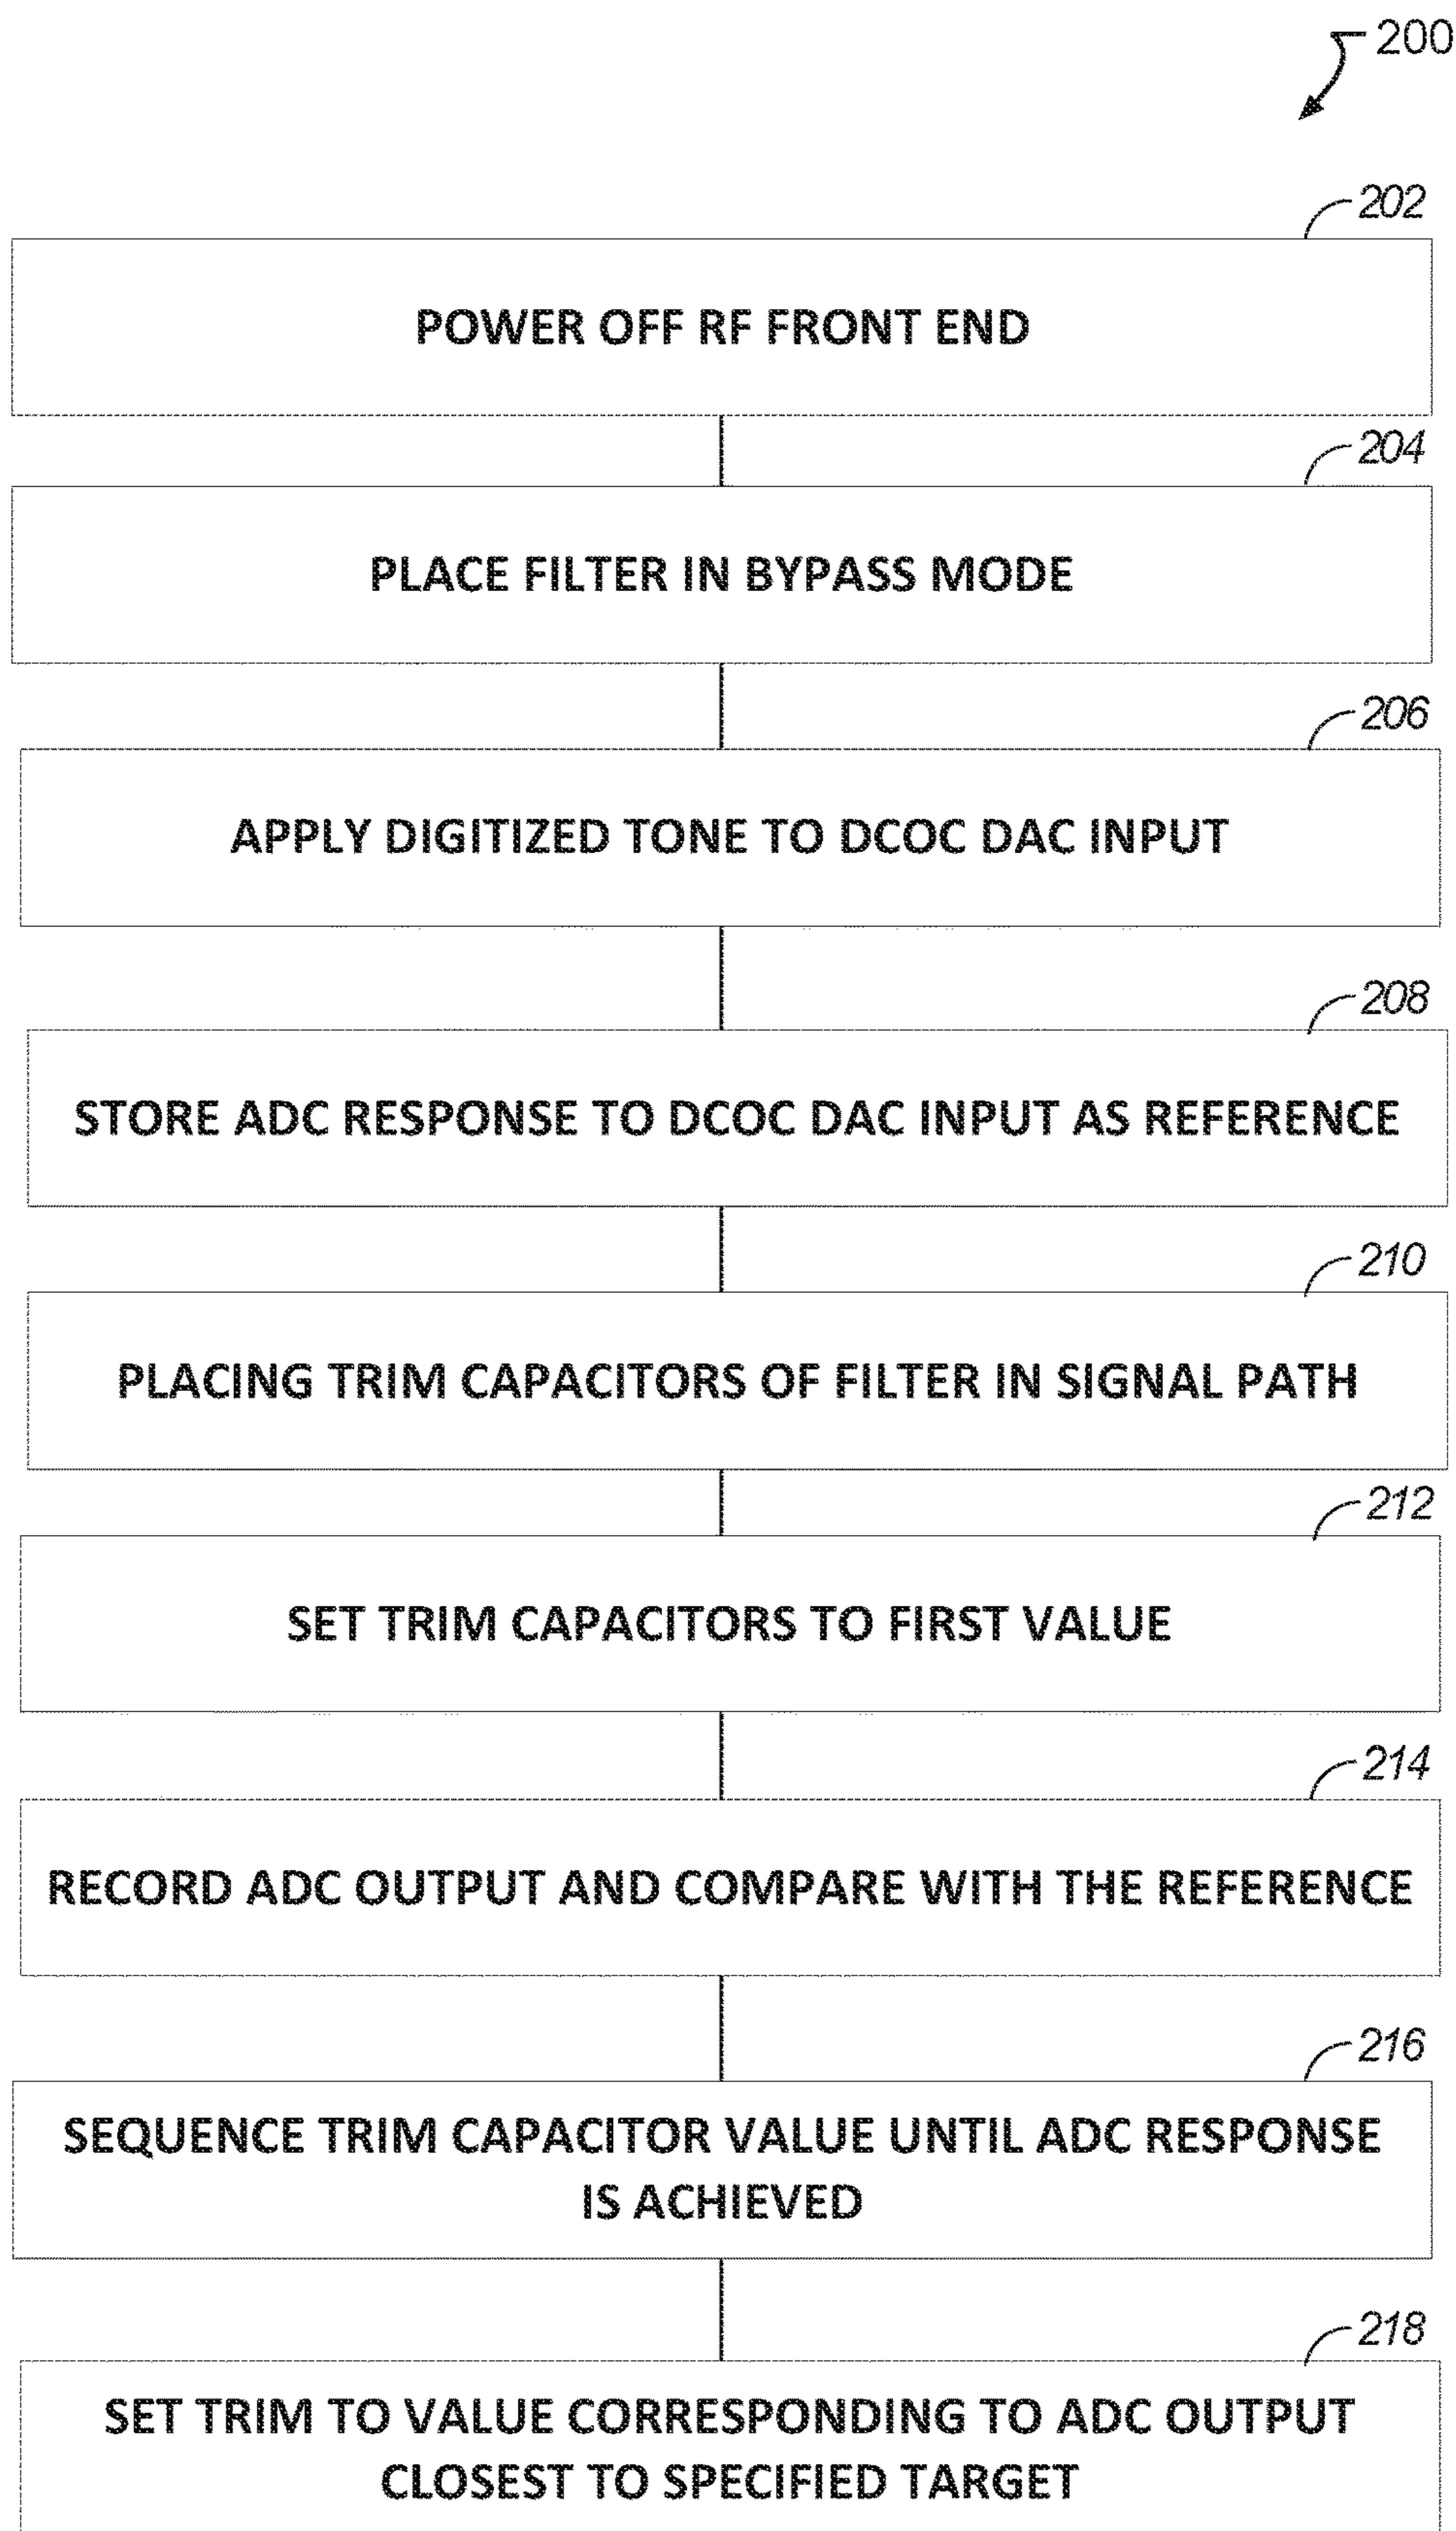 200
202
POWER OFF RF FRONT END
204
PLACE FILTER IN BYPASS MODE
206
APPLY DIGITIZED TONE TO DCOC DAC INPUT
208
STORE ADC RESPONSE TO DCOC DAC INPUT AS REFERENCE
210
PLACING TRIM CAPACITORS OF FILTER IN SIGNAL PATH
212
SET TRIM CAPACITORS TO FIRST VALUE
214
RECORD ADC OUTPUT AND COMPARE WITH THE REFERENCE
216
SEQUENCE TRIM CAPACITOR VALUE UNTIL ADC RESPONSE
IS ACHIEVED
218
SET TRIM TO VALUE CORRESPONDING TO ADC OUTPUT
CLOSEST TO SPECIFIED TARGET